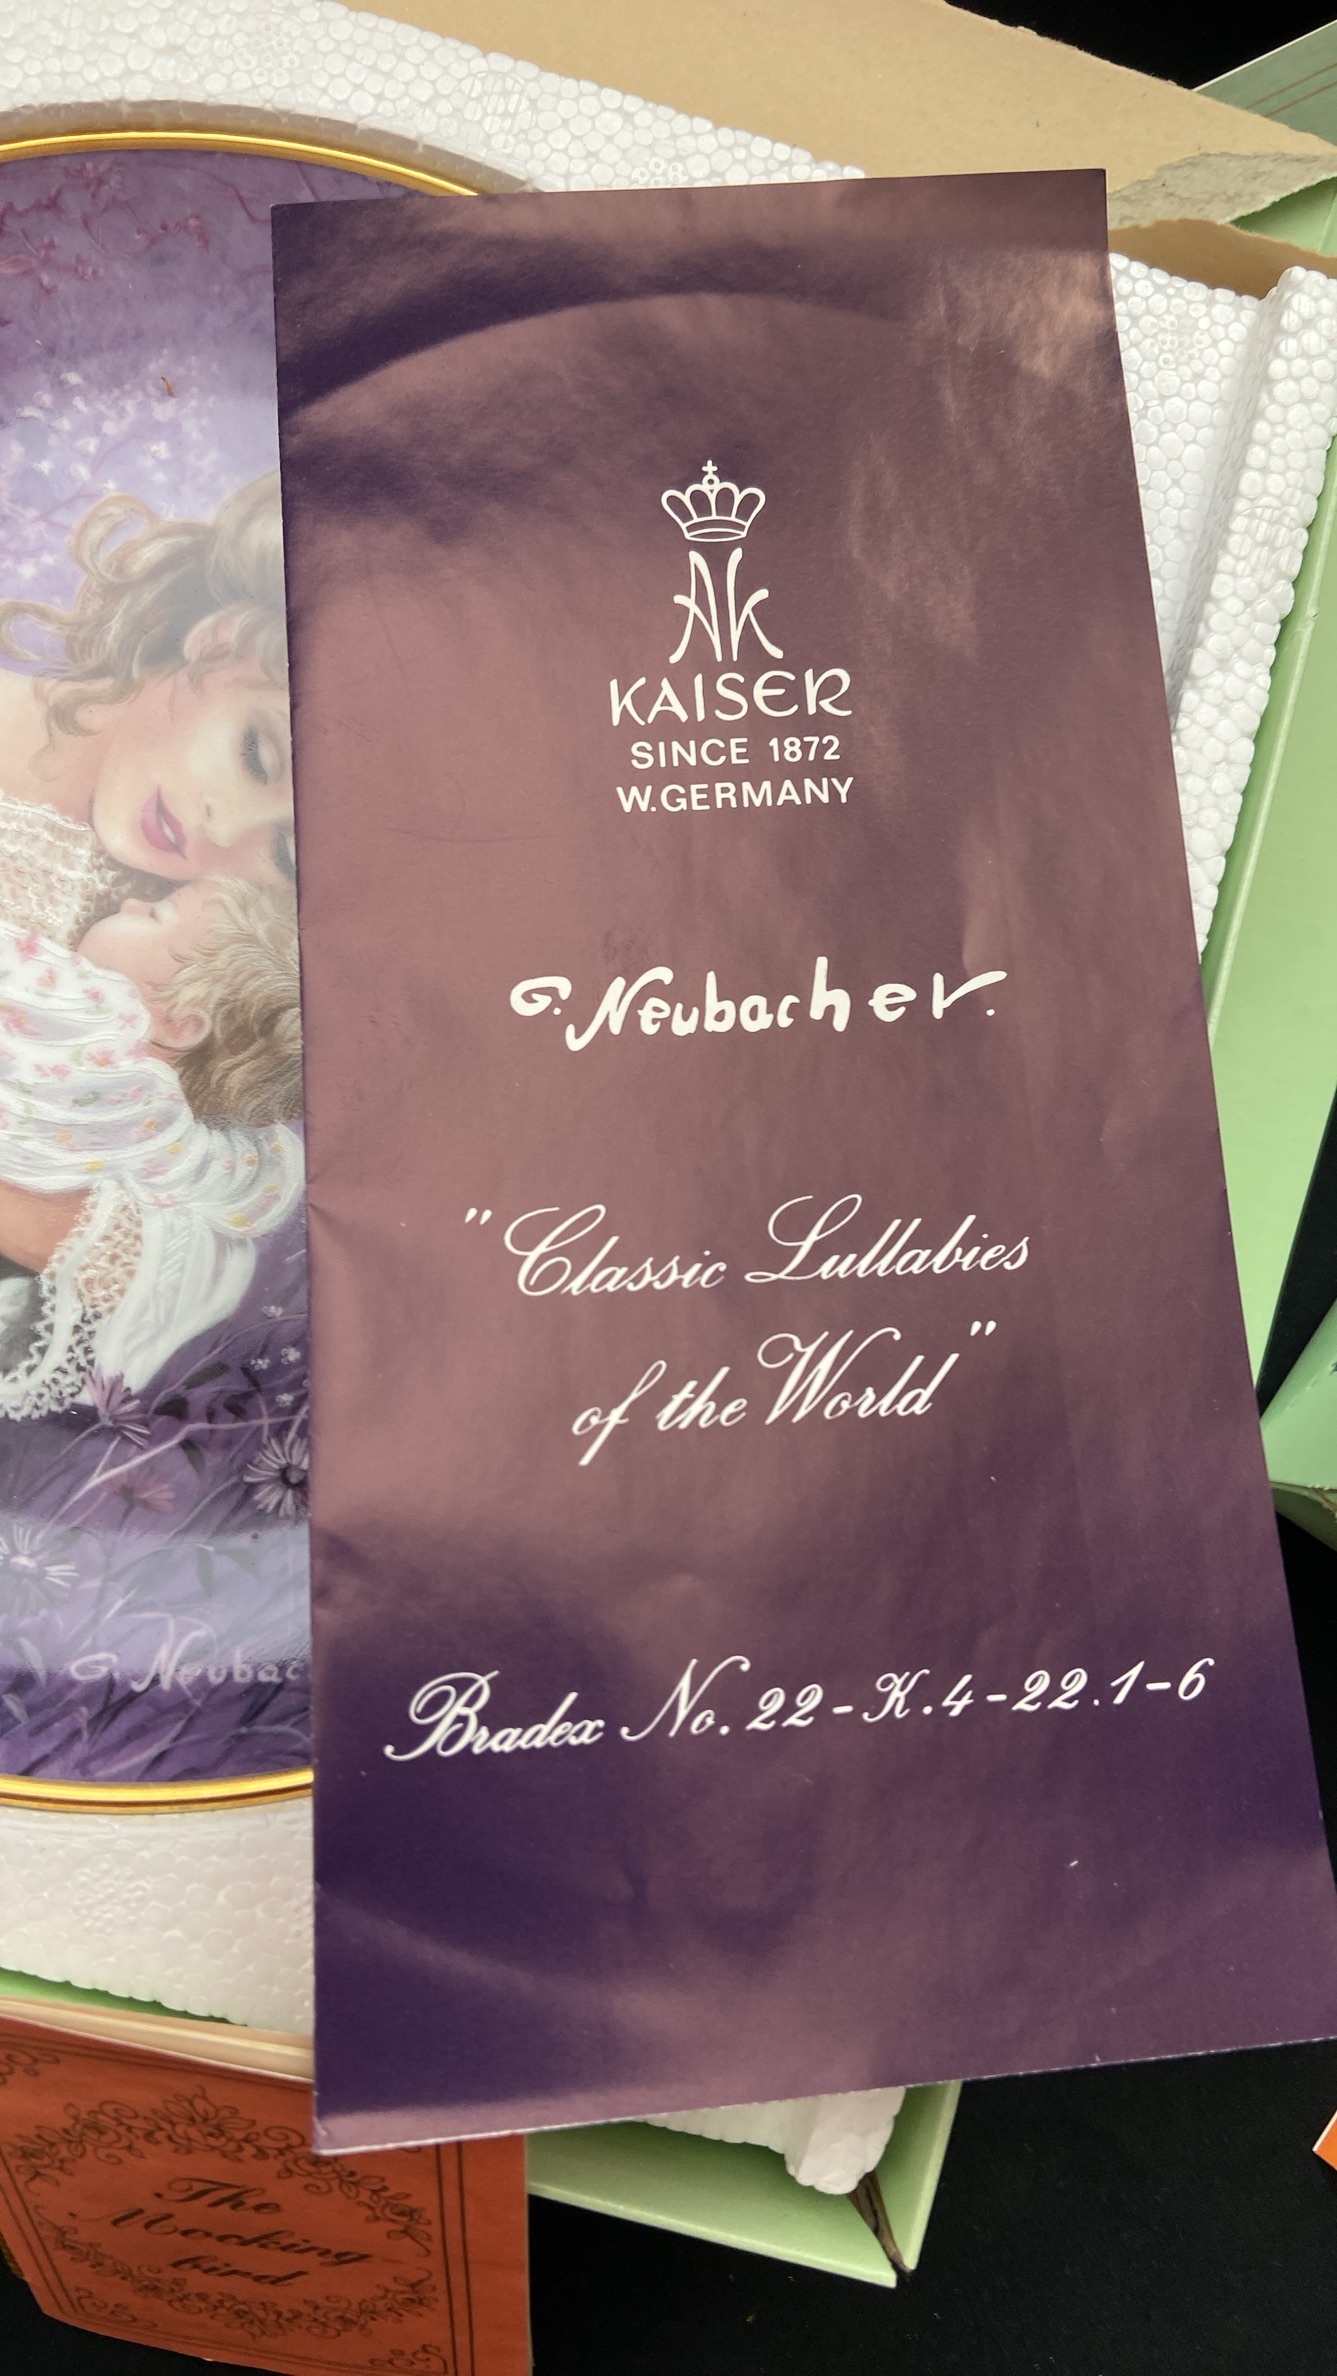 AK
KAISER
SINCE 1872
W.GERMANY
G. Neubacher.
"Classic Lullabies
of the World"
Bradex No. 22-K.4-22.1-6
G. Neubac
The
Mocking-
bird